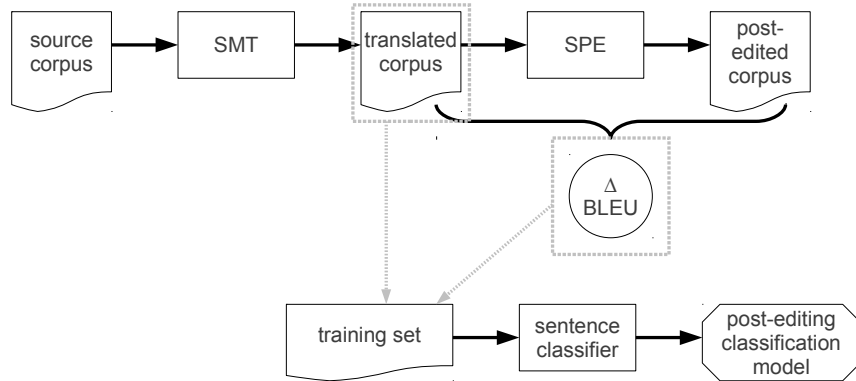 source
corpus
SMT
translated
corpus
SPE
post-
edited
corpus
Δ
BLEU
training set
sentence
classifier
post-editing
classification
model